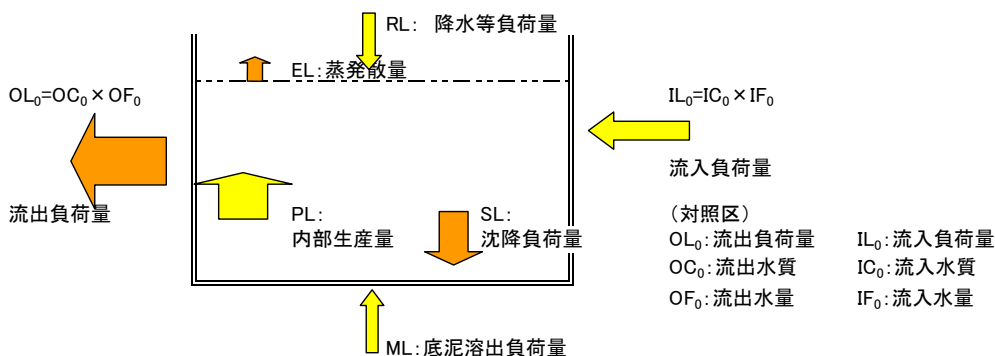 RL： 降水等負荷量
EL：蒸発散量
OL₀=OC₀×OF₀
IL₀=IC₀×IF₀
流入負荷量
流出負荷量
PL：
内部生産量
SL：
沈降負荷量
（対照区）
OL₀：流出負荷量 IL₀：流入負荷量
OC₀：流出水質 IC₀：流入水質
OF₀：流出水量 IF₀：流入水量
ML：底泥溶出負荷量